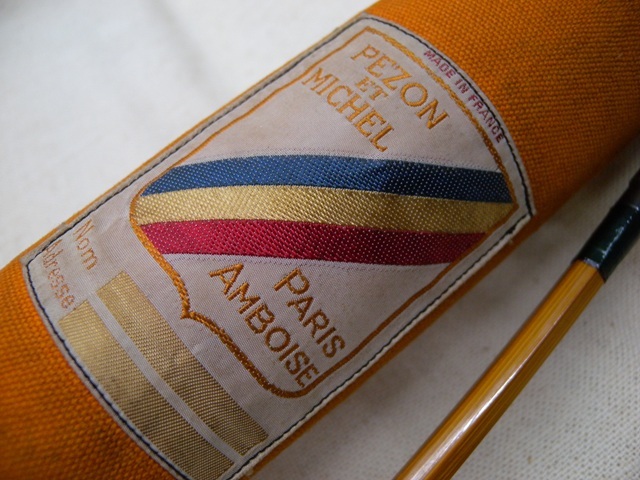 PEZON
ET
MICHEL
MADE IN FRANCE
PARIS
AMBOISE
Nom
Adresse